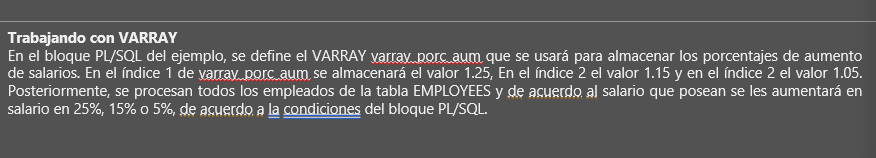 Trabajando con VARRAY
En el bloque PL/SQL del ejemplo, se define el VARRAY varray_porc_aum que se usará para almacenar los porcentajes de aumento
de salarios. En el índice 1 de varray_porc_aum se almacenará el valor 1.25, En el índice 2 el valor 1.15 y en el índice 2 el valor 1.05.
Posteriormente, se procesan todos los empleados de la tabla EMPLOYEES y de acuerdo al salario que posean se les aumentará en
salario en 25%, 15% o 5%, de acuerdo a la condiciones del bloque PL/SQL.